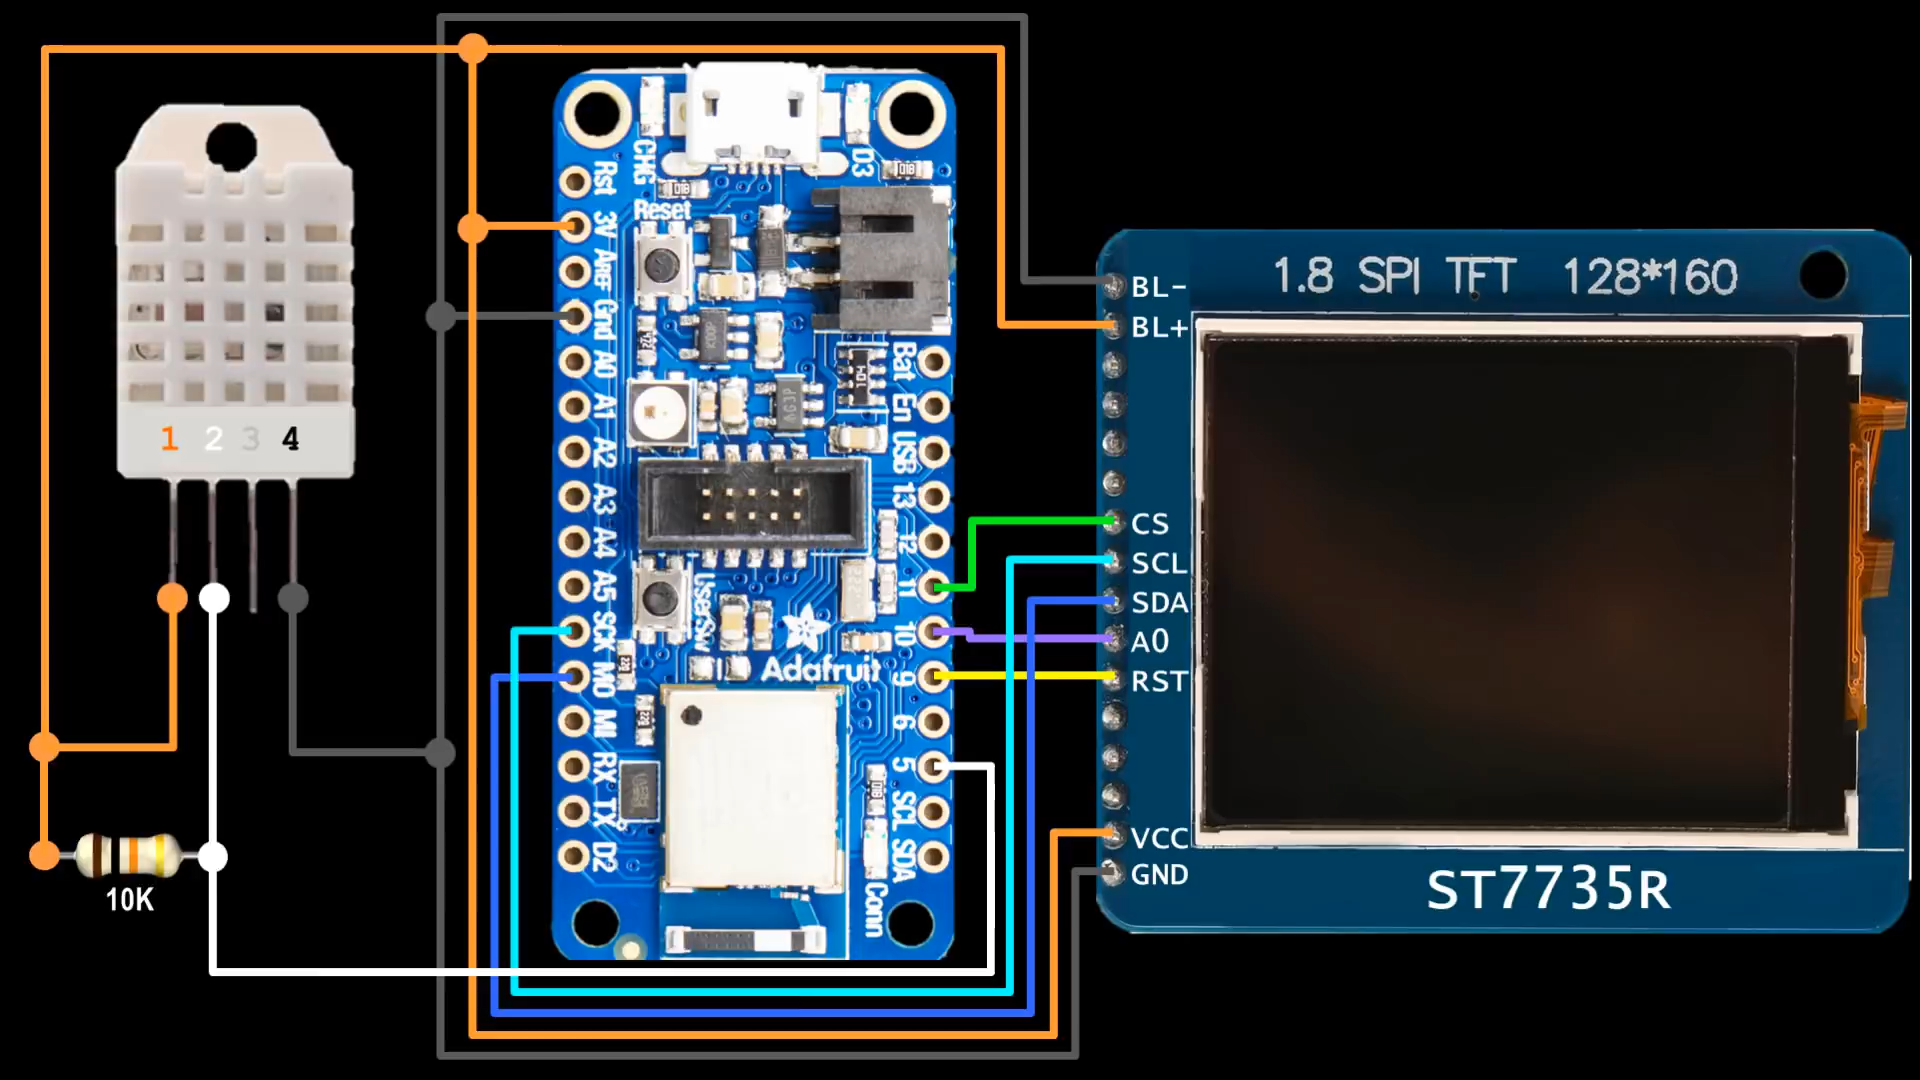 1 2 3 4
10K
CHG
D3
Reset
Rst
3V
AREF
Gnd
A0
A1
A2
A3
A4
A5
SCK
MO
MI
RX
TX
D2
Bat
En
USB
13
12
11
10
9
6
5
SCL
SDA
UserSw
104
Adafruit
Conn
1.8 SPI TFT 128*160
BL-
BL+
CS
SCL
SDA
A0
RST
VCC
GND
ST7735R